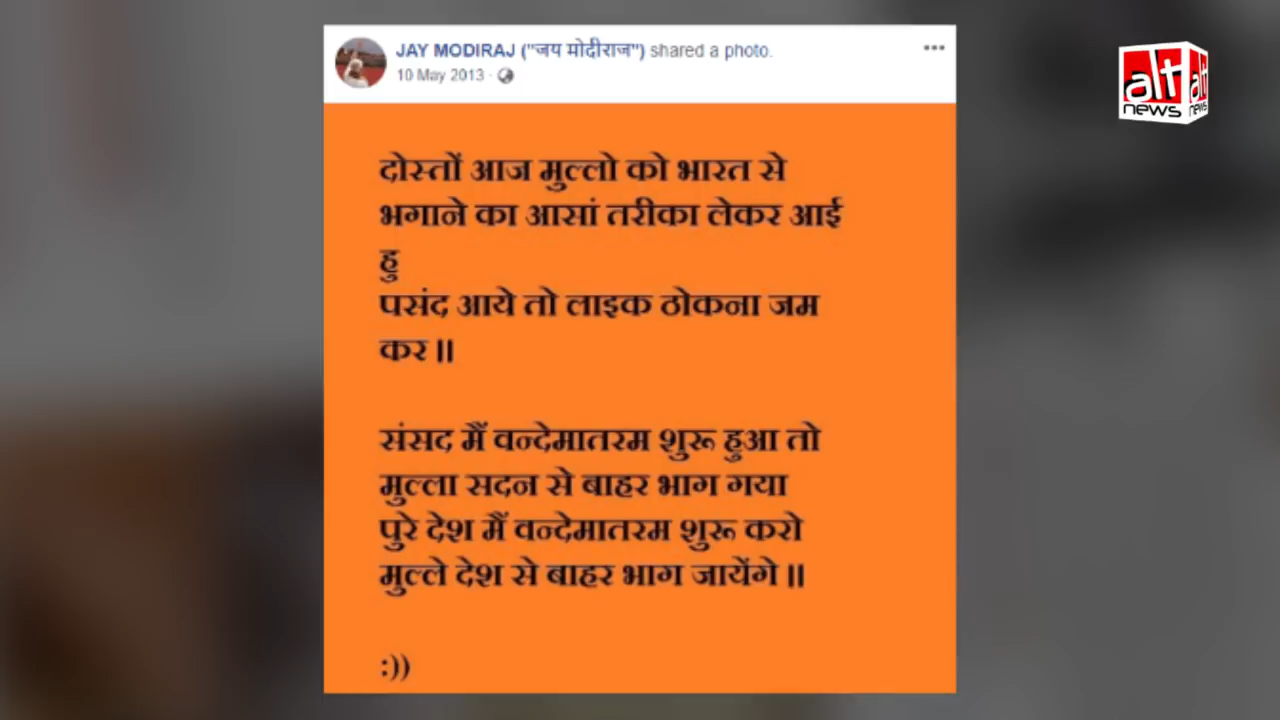 JAY MODIRAJ ("जय मोदीराज") shared a photo.
10 May 2013
दोस्तों आज मुल्लो को भारत से
भगाने का आसां तरीका लेकर आई
हु
पसंद आये तो लाइक ठोकना जम
कर ॥
संसद मैं वन्देमातरम शुरू हुआ तो
मुल्ला सदन से बाहर भाग गया
पुरे देश मैं वन्देमातरम शुरू करो
मुल्ले देश से बाहर भाग जायेंगे ॥
:))
alt alt
news news